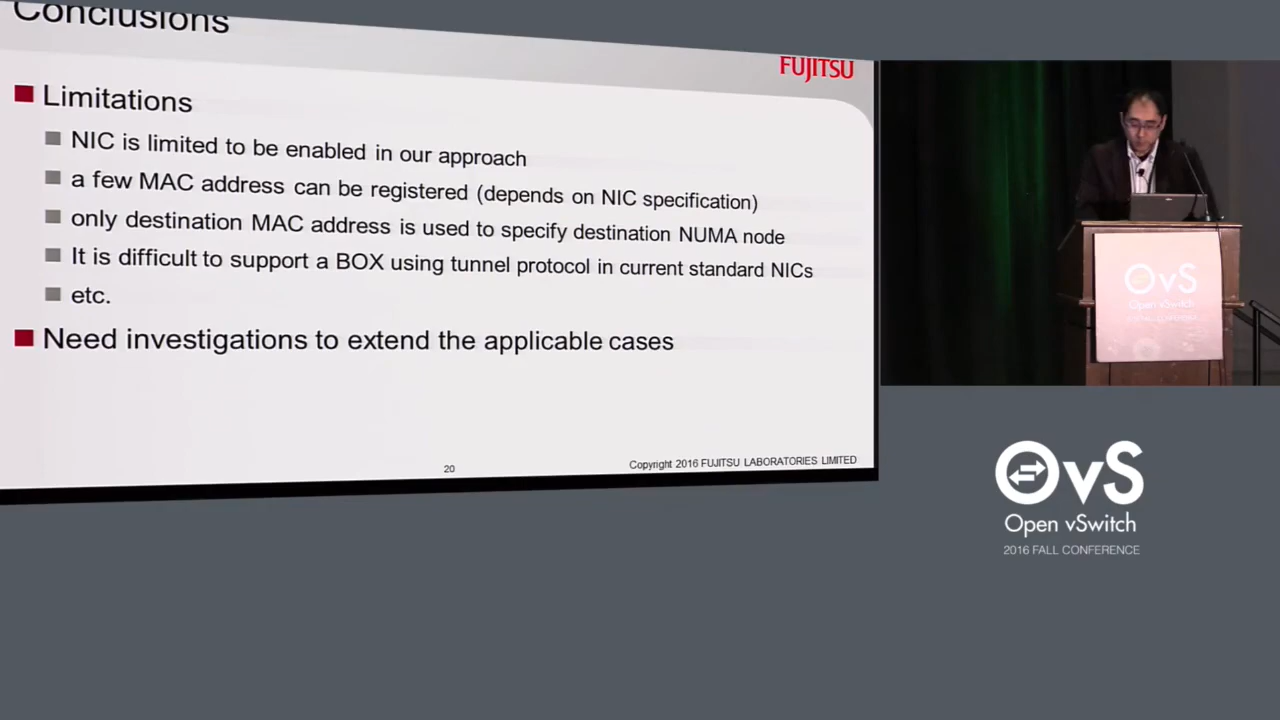 Conclusions
FUJITSU
Limitations
NIC is limited to be enabled in our approach
a few MAC address can be registered (depends on NIC specification)
only destination MAC address is used to specify destination NUMA node
It is difficult to support a BOX using tunnel protocol in current standard NICs
etc.
Need investigations to extend the applicable cases
20
Copyright 2016 FUJITSU LABORATORIES LIMITED
OvS
Open vSwitch
OvS
Open vSwitch
2016 FALL CONFERENCE